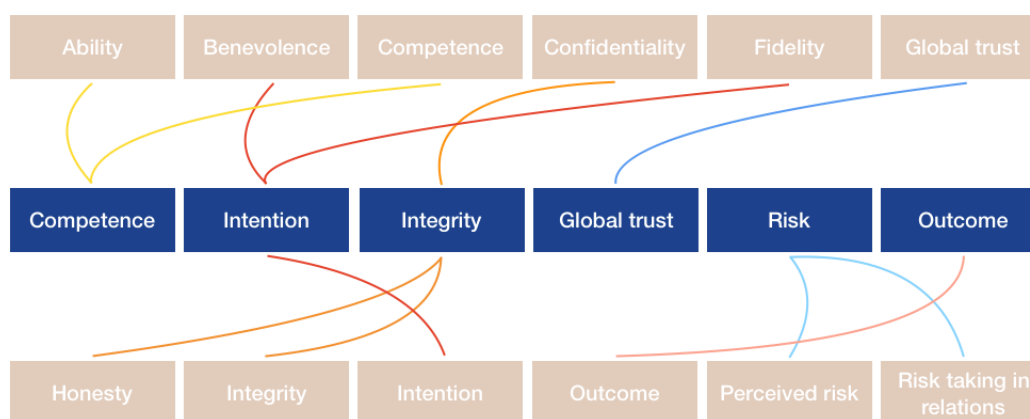 Ability
Benevolence
Competence
Confidentiality
Fidelity
Global trust
Competence
Intention
Integrity
Global trust
Risk
Outcome
Honesty
Integrity
Intention
Outcome
Perceived risk
Risk taking in
relations